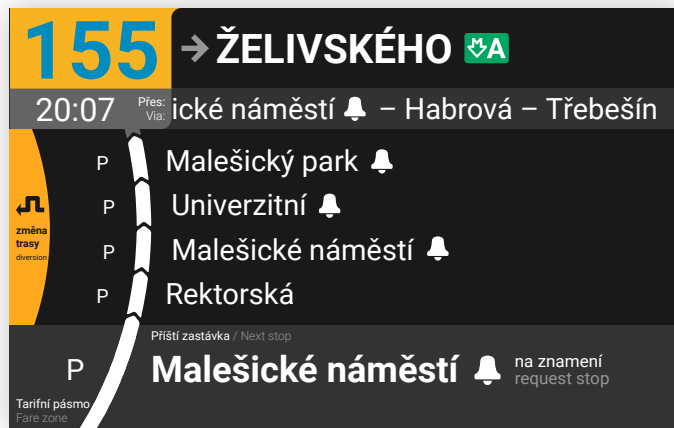 155 → ŽELIVSKÉHO A
20:07 Přes: ické náměstí – Habrová – Třebešín
Via:
P Malešický park
P Univerzitní
změna
trasy
diversion
P Malešické náměstí
P Rektorská
Příští zastávka / Next stop
P Malešické náměstí na znamení
request stop
Tarifní pásmo
Fare zone